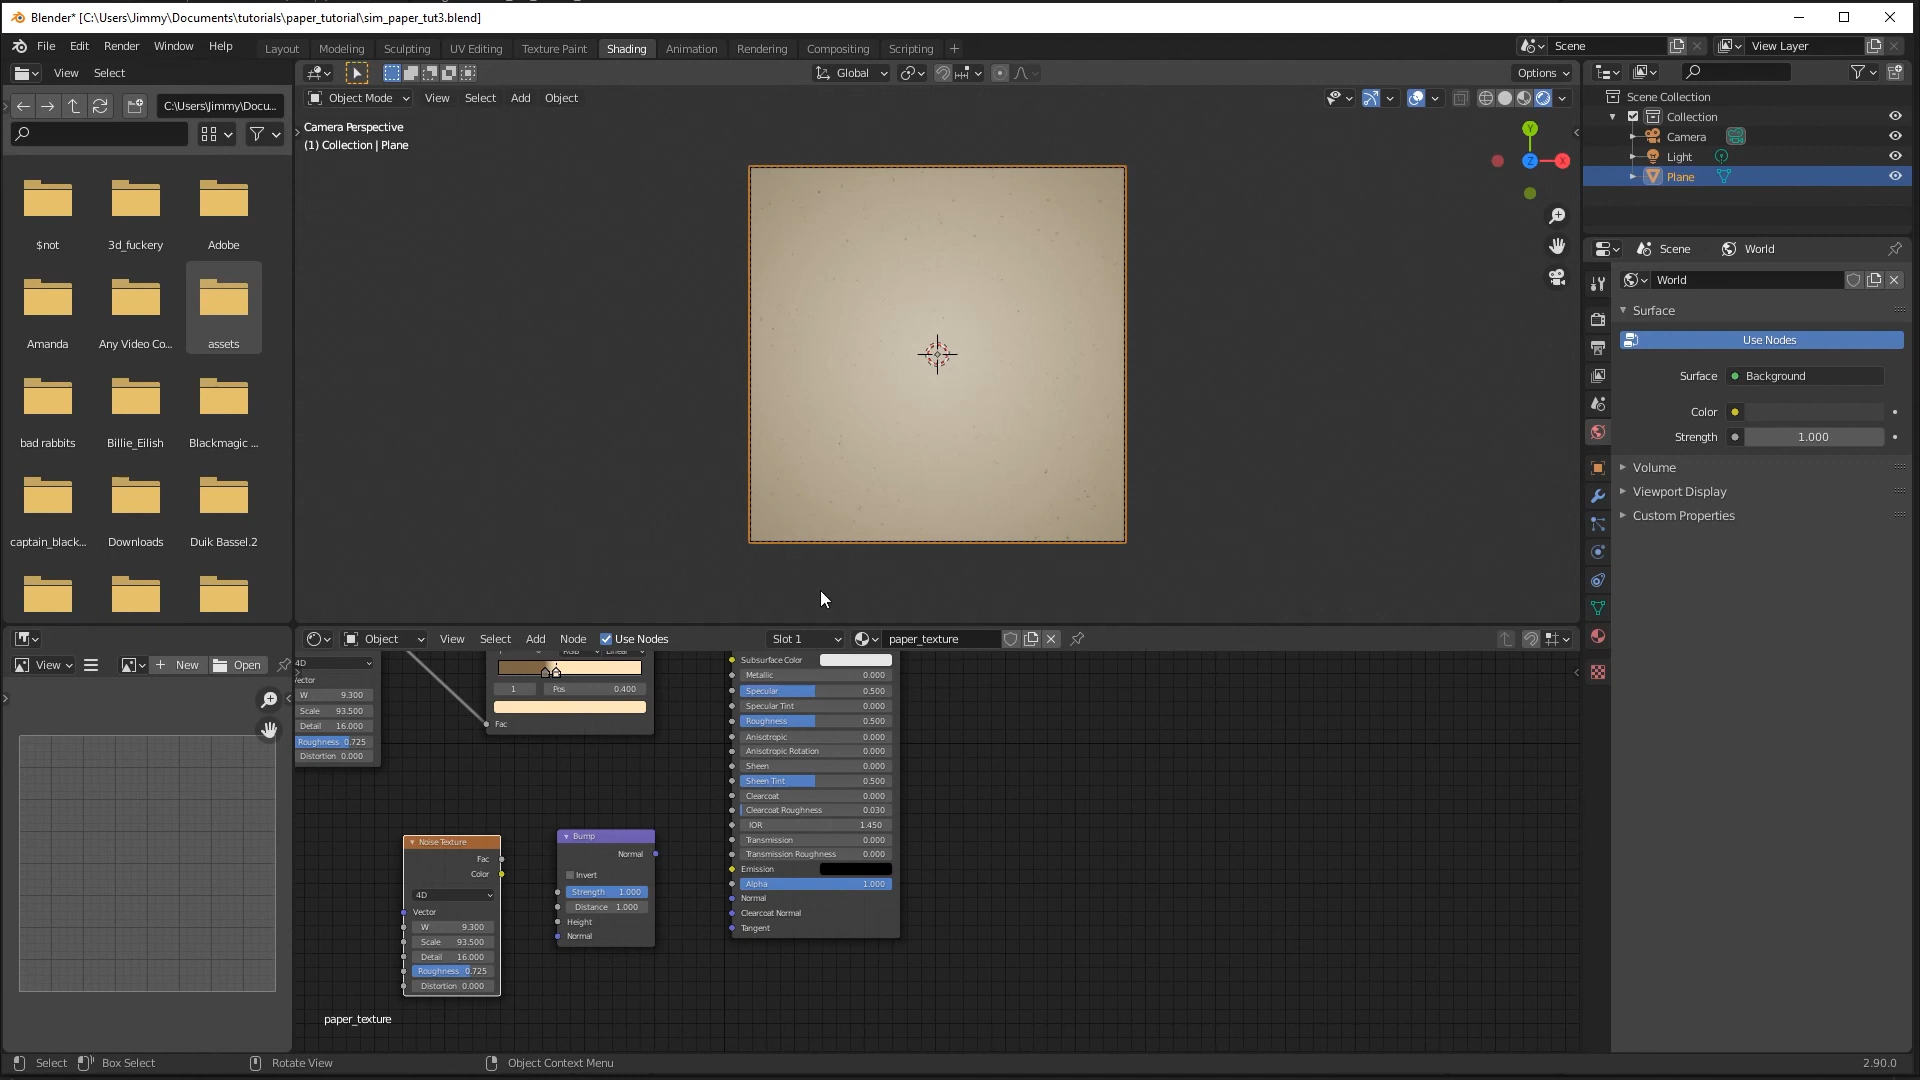 Blender* [C:\Users\Jimmy\Documents\tutorials\paper_tutorial\sim_paper_tut3.blend]
File Edit Render Window Help Layout Modeling Sculpting UV Editing Texture Paint Shading Animation Rendering Compositing Scripting + Scene View Layer
View Select Global Options
C:\Users\Jimmy\Docu... Object Mode View Select Add Object Scene Collection
Collection
Camera
Light
Plane
Camera Perspective
(1) Collection | Plane
Y
Z
X
$not 3d_fuckery Adobe
Amanda Any Video Co... assets
bad rabbits Billie_Eilish Blackmagic ...
captain_black... Downloads Duik Bassel.2
Scene World
World
Surface
Use Nodes
Surface Background
Color
Strength 1.000
Volume
Viewport Display
Custom Properties
Object View Select Add Node Use Nodes Slot 1 paper_texture
View New Open
4D
W 9.300
Scale 93.500
Detail 16.000
Roughness 0.725
Distortion 0.000
1 Pos 0.400
Fac
Subsurface Color
Metallic 0.000
Specular 0.500
Specular Tint 0.000
Roughness 0.500
Anisotropic 0.000
Anisotropic Rotation 0.000
Sheen 0.000
Sheen Tint 0.500
Clearcoat 0.000
Clearcoat Roughness 0.030
IOR 1.450
Transmission 0.000
Transmission Roughness 0.000
Emission
Alpha 1.000
Normal
Clearcoat Normal
Tangent
Noise Texture
Fac
Color
4D
Vector
W 9.300
Scale 93.500
Detail 16.000
Roughness 0.725
Distortion 0.000
Bump
Normal
Invert
Strength 1.000
Distance 1.000
Height
Normal
paper_texture
Select Box Select Rotate View Object Context Menu 2.90.0